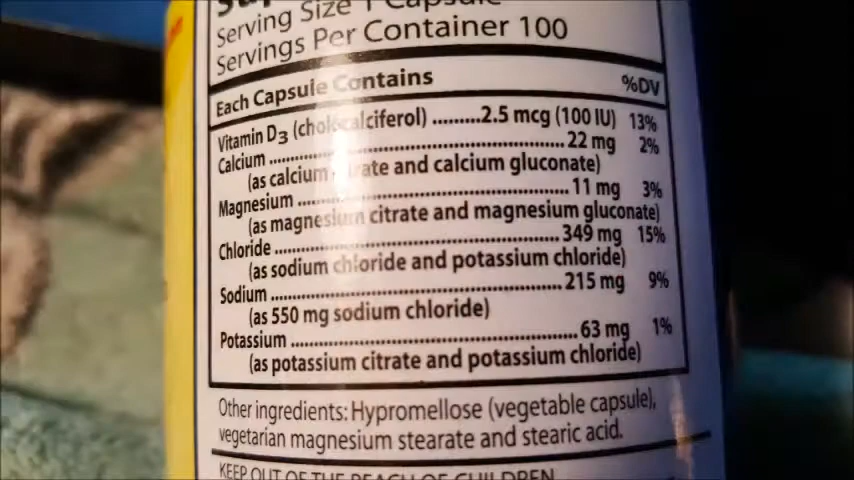 Serving Size 1 Capsule
Servings Per Container 100
Each Capsule Contains %DV
Vitamin D3 (cholecalciferol) .........2.5 mcg (100 IU) 13%
Calcium ......................................................22 mg 2%
(as calcium citrate and calcium gluconate)
Magnesium .................................................11 mg 3%
(as magnesium citrate and magnesium gluconate)
Chloride ....................................................349 mg 15%
(as sodium chloride and potassium chloride)
Sodium .....................................................215 mg 9%
(as 550 mg sodium chloride)
Potassium ..................................................63 mg 1%
(as potassium citrate and potassium chloride)
Other ingredients: Hypromellose (vegetable capsule),
vegetarian magnesium stearate and stearic acid.
KEEP OUT OF THE REACH OF CHILDREN